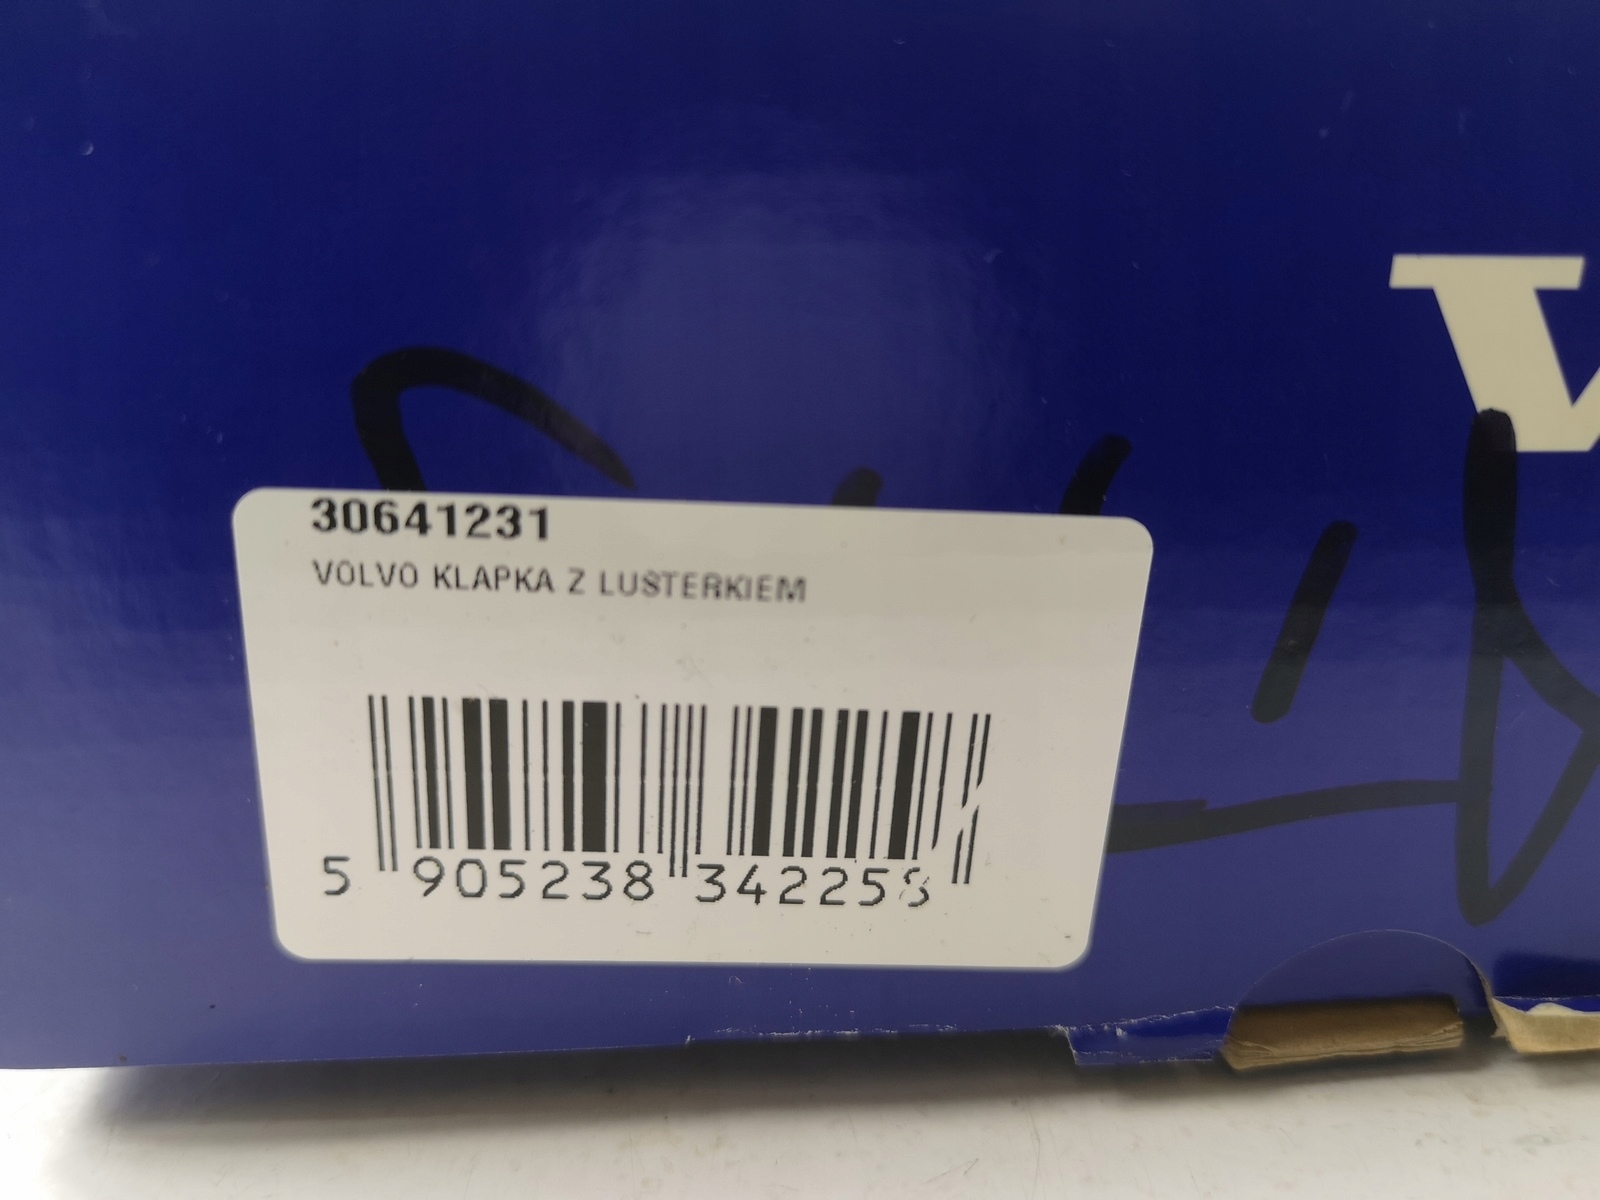 V
30641231
VOLVO KLAPKA Z LUSTERKIEM
5 905238 342258